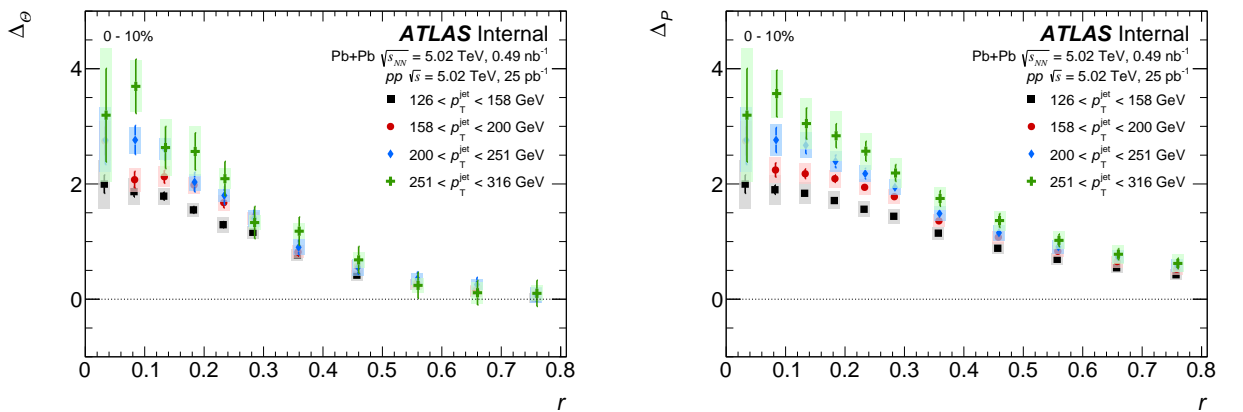 Δ_Θ
0 - 10%
ATLAS Internal
Pb+Pb √s_NN = 5.02 TeV, 0.49 nb⁻¹
pp √s = 5.02 TeV, 25 pb⁻¹
126 < p_T^jet < 158 GeV
158 < p_T^jet < 200 GeV
200 < p_T^jet < 251 GeV
251 < p_T^jet < 316 GeV
4
2
0
0 0.1 0.2 0.3 0.4 0.5 0.6 0.7 0.8
r
Δ_P
0 - 10%
ATLAS Internal
Pb+Pb √s_NN = 5.02 TeV, 0.49 nb⁻¹
pp √s = 5.02 TeV, 25 pb⁻¹
126 < p_T^jet < 158 GeV
158 < p_T^jet < 200 GeV
200 < p_T^jet < 251 GeV
251 < p_T^jet < 316 GeV
4
2
0
0 0.1 0.2 0.3 0.4 0.5 0.6 0.7 0.8
r